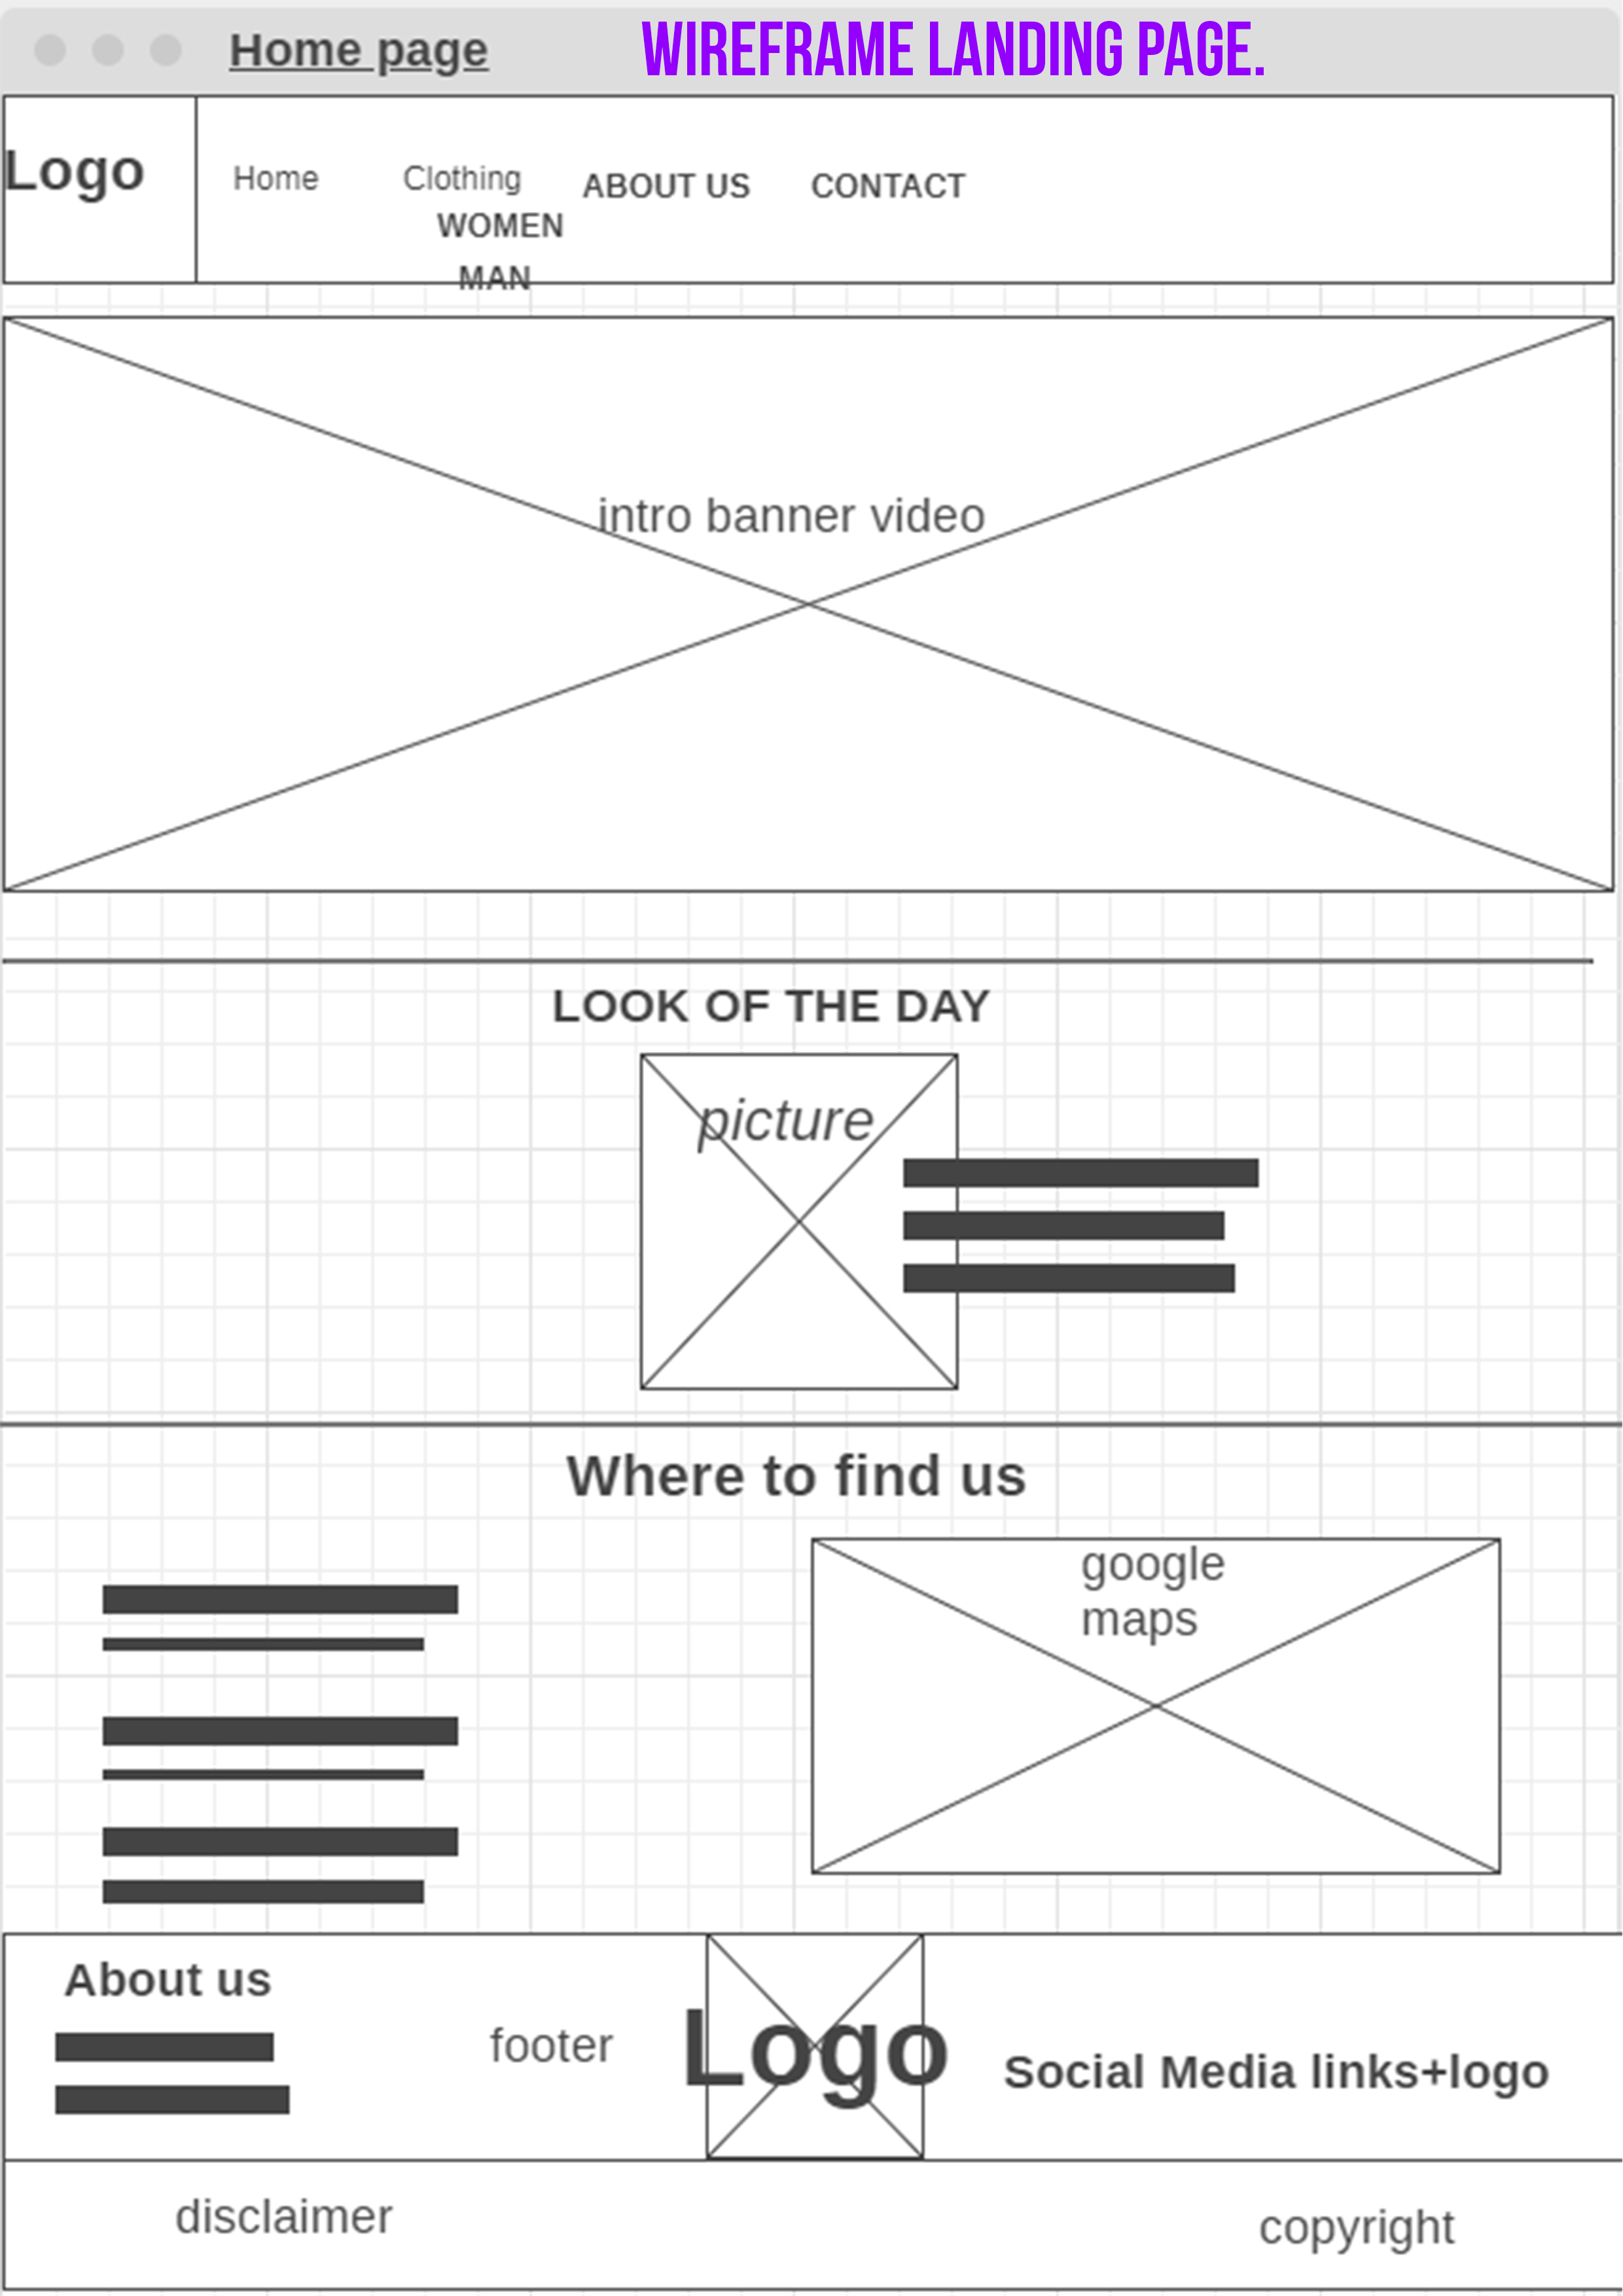 Home page
WIREFRAME LANDING PAGE.
Logo
Home
Clothing
ABOUT US
CONTACT
WOMEN
MAN
intro banner video
LOOK OF THE DAY
picture
Where to find us
google
maps
About us
footer
Logo
Social Media links+logo
disclaimer
copyright